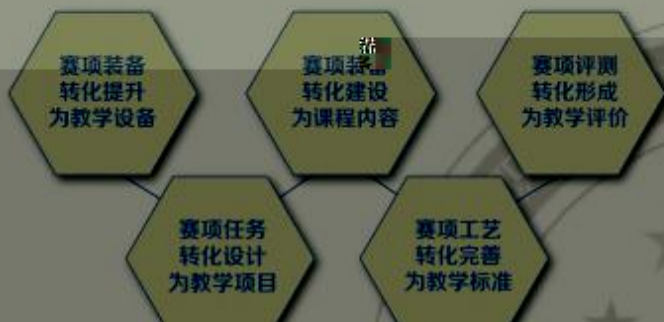 赛项装备
转化提升
为教学设备
赛项装备
转化建设
为课程内容
赛项评测
转化形成
为教学评价
赛项任务
转化设计
为教学项目
赛项工艺
转化完善
为教学标准